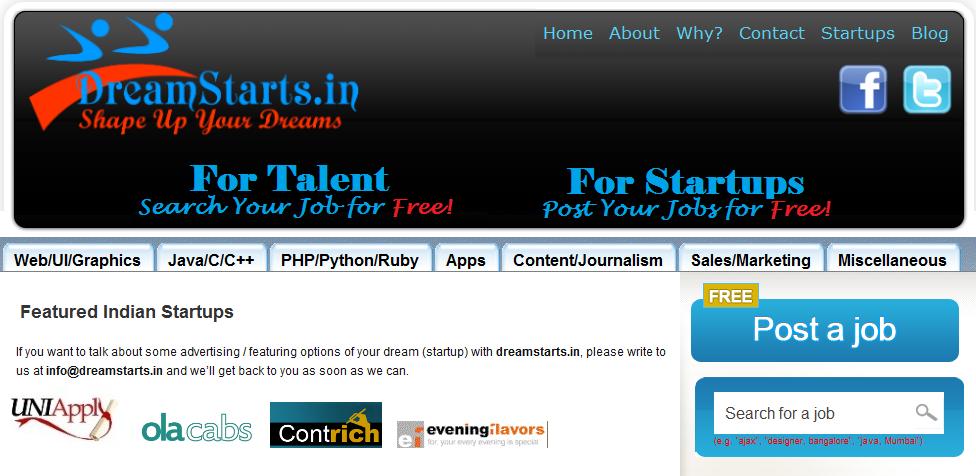 Home About Why? Contact Startups Blog
DreamStarts.in
Shape Up Your Dreams
f t
For Talent
Search Your Job for Free!
For Startups
Post Your Jobs for Free!
Web/UI/Graphics Java/C/C++ PHP/Python/Ruby Apps Content/Journalism Sales/Marketing Miscellaneous
Featured Indian Startups
If you want to talk about some advertising / featuring options of your dream (startup) with dreamstarts.in, please write to
us at info@dreamstarts.in and we'll get back to you as soon as we can.
UNIApply
olacabs
Contrich
ef eveningflavors
for, your every evening is special
FREE
Post a job
Search for a job
(e.g. "ajax", "designer, bangalore", "java, Mumbai")